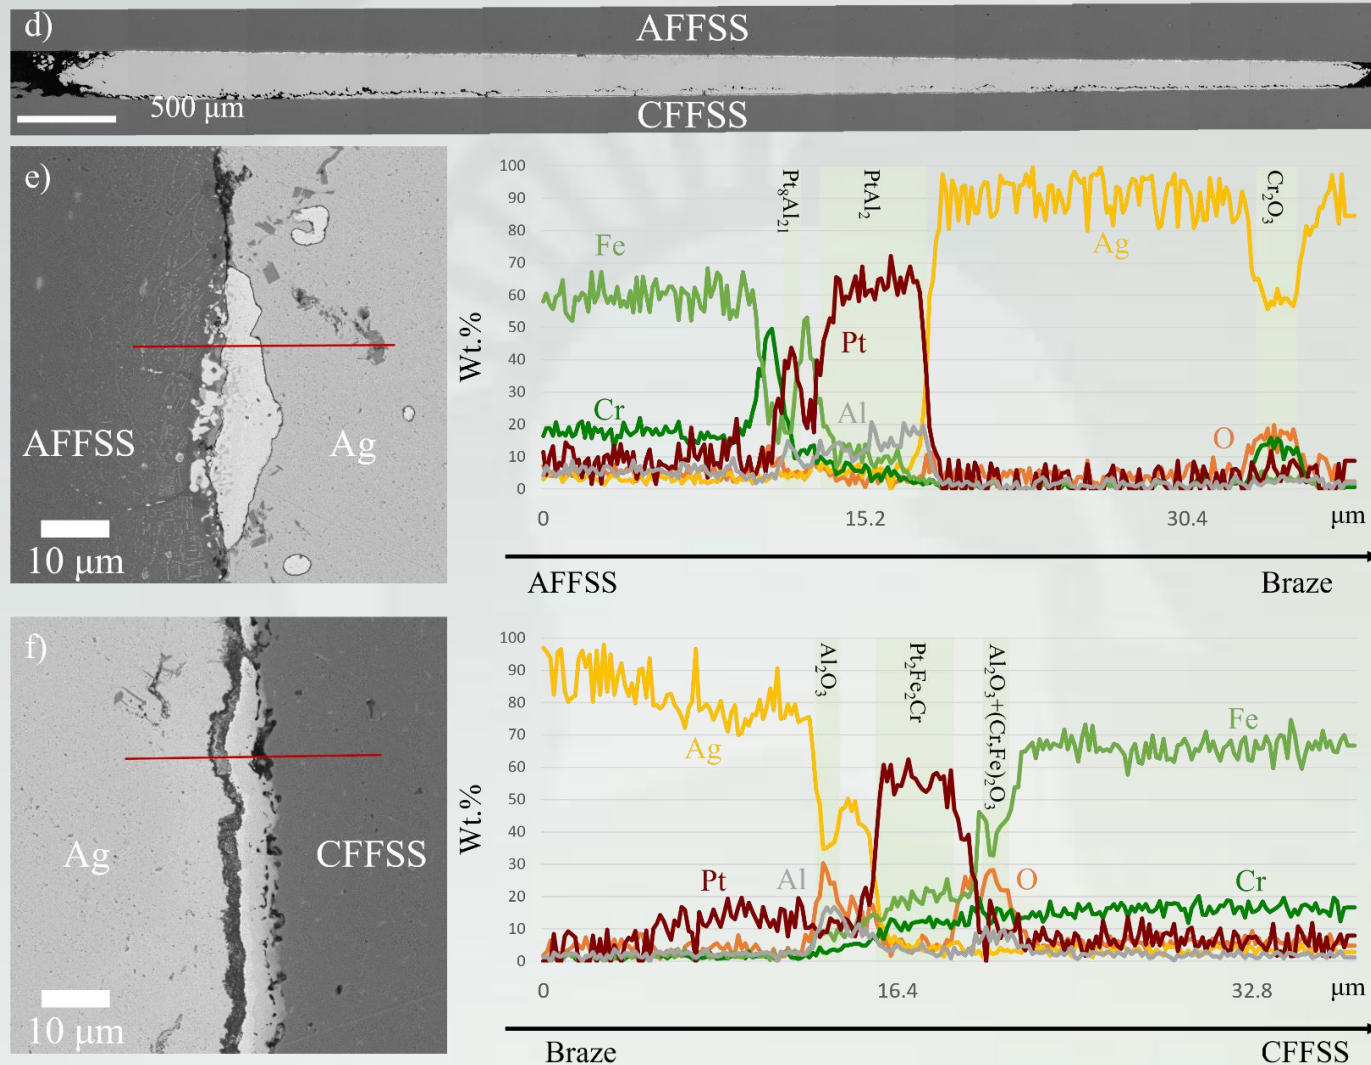 d)
AFFSS
500 μm
CFFSS
e)
AFFSS
Ag
10 μm
Wt.%
100
90
80
70
60
50
40
30
20
10
0
Fe
Cr
Pt₈Al₂₁
PtAl₂
Pt
Al
Ag
Cr₂O₃
O
0
15.2
30.4
μm
AFFSS
Braze
f)
Ag
CFFSS
10 μm
Wt.%
100
90
80
70
60
50
40
30
20
10
0
Ag
Pt
Al
Al₂O₃
Pt₂Fe₂Cr
Al₂O₃+(Cr,Fe)₂O₃
O
Fe
Cr
0
16.4
32.8
μm
Braze
CFFSS